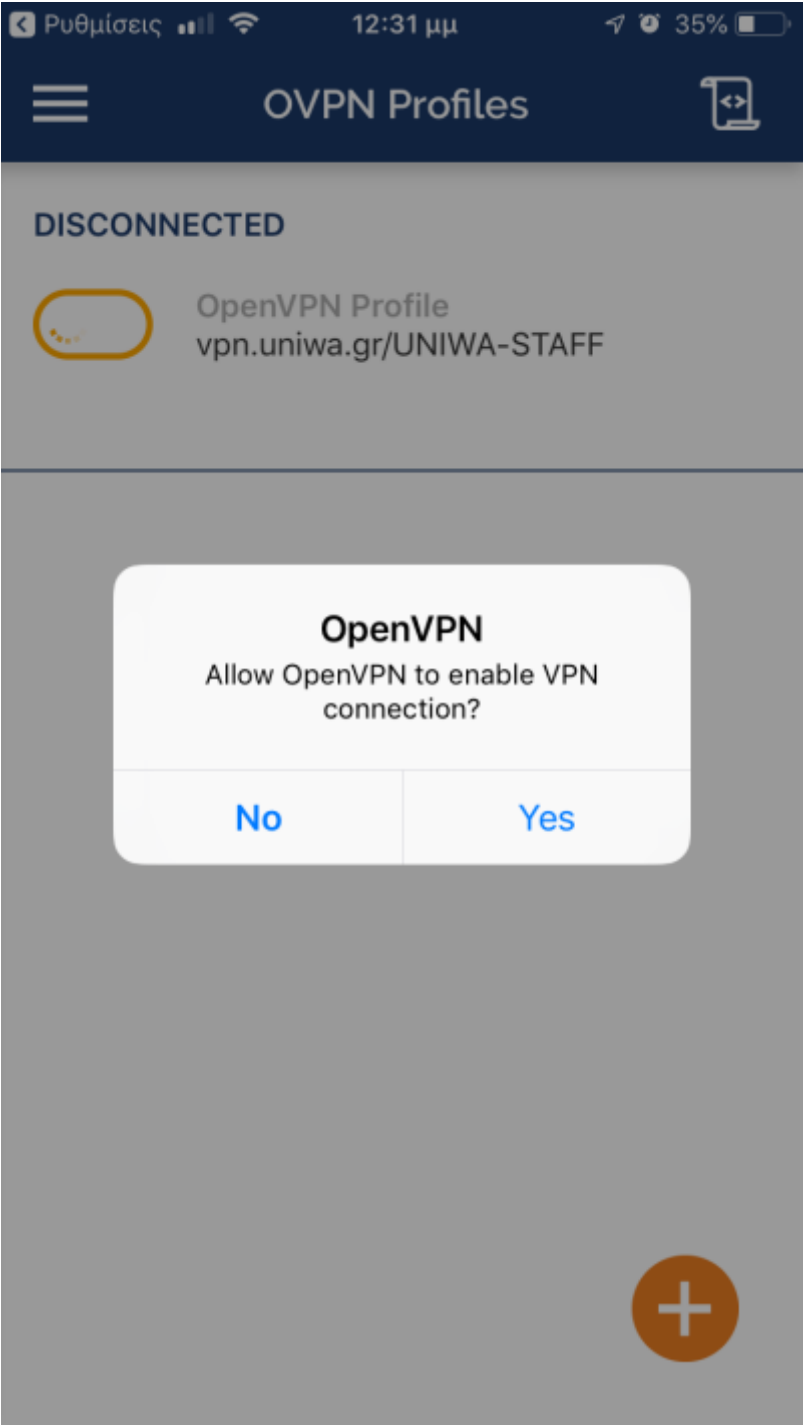 Ρυθμίσεις 12:31 μμ 35%
OVPN Profiles
DISCONNECTED
OpenVPN Profile
vpn.uniwa.gr/UNIWA-STAFF
OpenVPN
Allow OpenVPN to enable VPN
connection?
No Yes